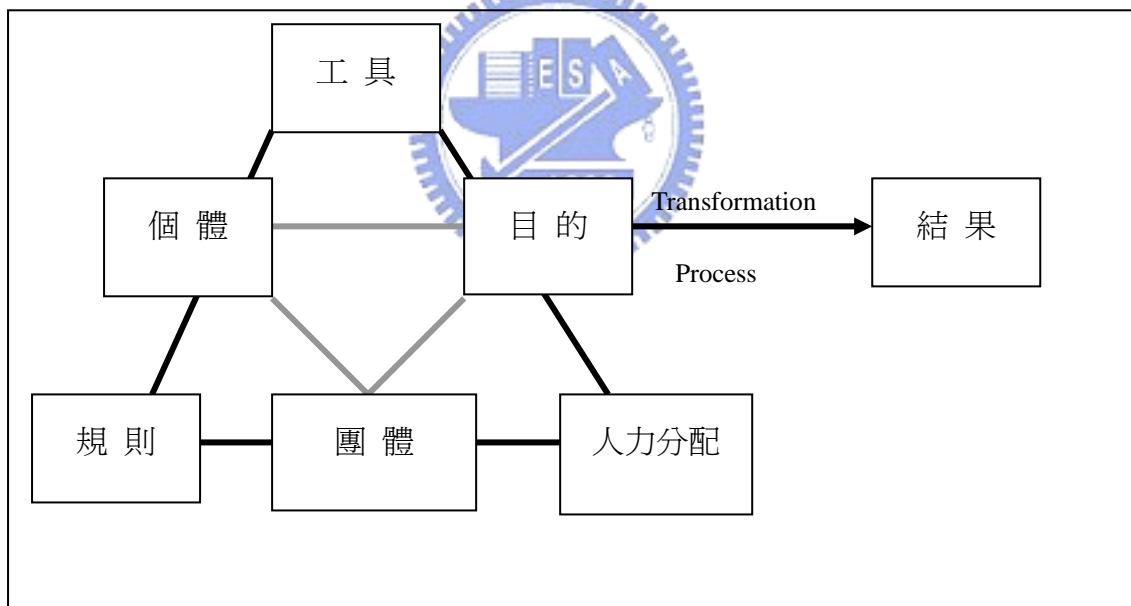 工 具
E S A
個 體
目 的
Transformation
Process
結 果
規 則
團 體
人力分配